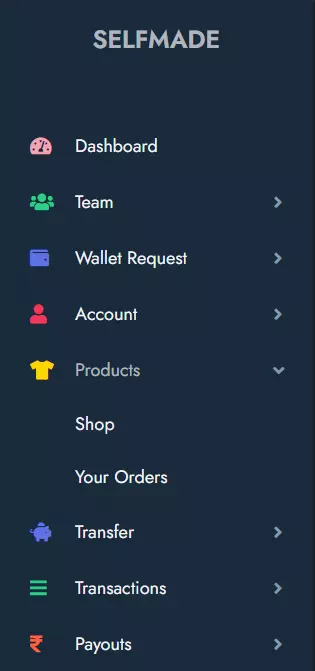 SELFMADE
Dashboard
Team
Wallet Request
Account
Products
Shop
Your Orders
Transfer
Transactions
Payouts